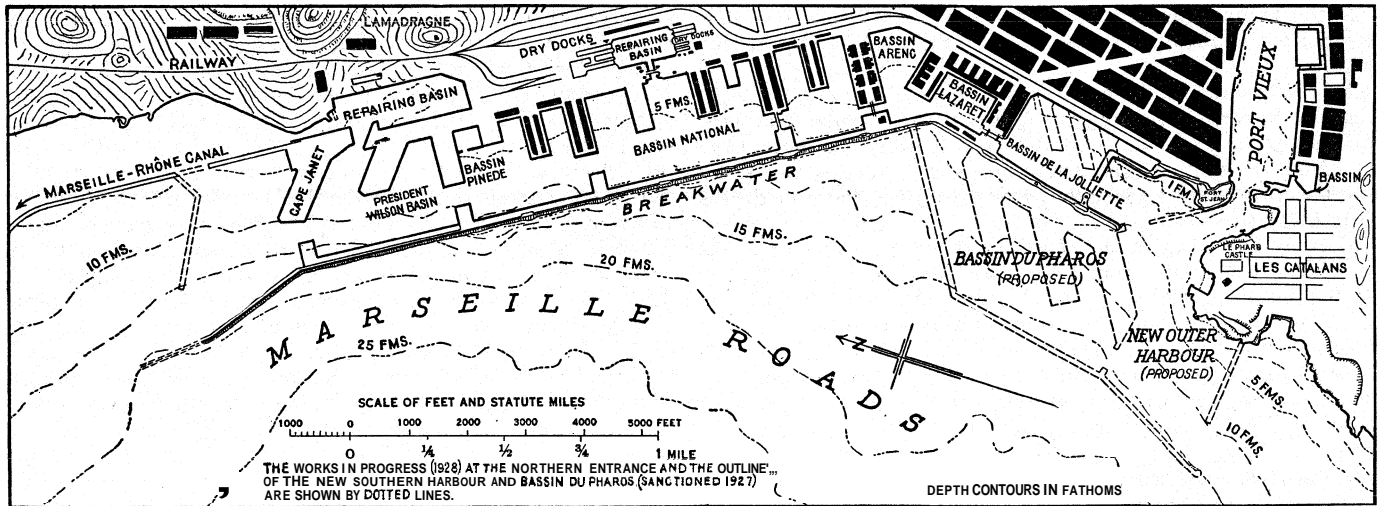 LAMADRAGNE
RAILWAY
DRY DOCKS
REPAIRING
BASIN
DRY DOCKS
BASSIN
ARENC
BASSIN
LAZARET
PORT VIEUX
REPAIRING BASIN
5 FMS.
BASSIN NATIONAL
BASSIN
PINEDE
MARSEILLE-RHÔNE CANAL
CAPE JANET
PRESIDENT
WILSON BASIN
BREAKWATER
BASSIN DE LA JOLIETTE
1 FM.
FORT
ST. JEAN
BASSIN
10 FMS.
15 FMS.
20 FMS.
25 FMS.
BASSIN DU PHAROS
(PROPOSED)
LE PHARO
CASTLE
LES CATALANS
MARSEILLE ROADS
N
NEW OUTER
HARBOUR
(PROPOSED)
5 FMS.
10 FMS.
SCALE OF FEET AND STATUTE MILES
1000 0 1000 2000 3000 4000 5000 FEET
0 ¼ ½ ¾ 1 MILE
THE WORKS IN PROGRESS (1928) AT THE NORTHERN ENTRANCE AND THE OUTLINE
OF THE NEW SOUTHERN HARBOUR AND BASSIN DU PHAROS (SANCTIONED 1927)
ARE SHOWN BY DOTTED LINES.
DEPTH CONTOURS IN FATHOMS